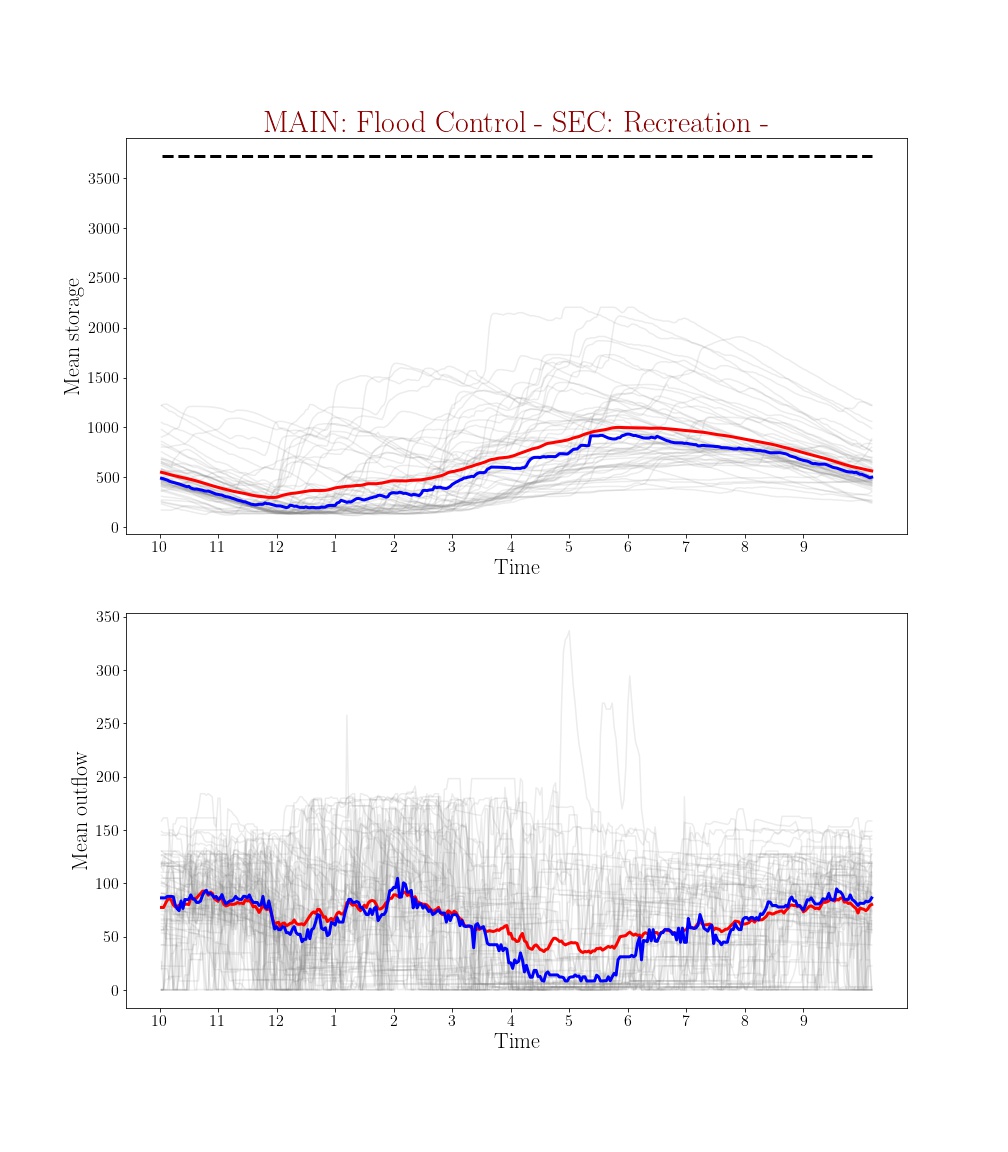 MAIN: Flood Control - SEC: Recreation -
3500
3000
2500
2000
1500
1000
500
0
Mean storage
10 11 12 1 2 3 4 5 6 7 8 9
Time
350
300
250
200
150
100
50
0
Mean outflow
10 11 12 1 2 3 4 5 6 7 8 9
Time